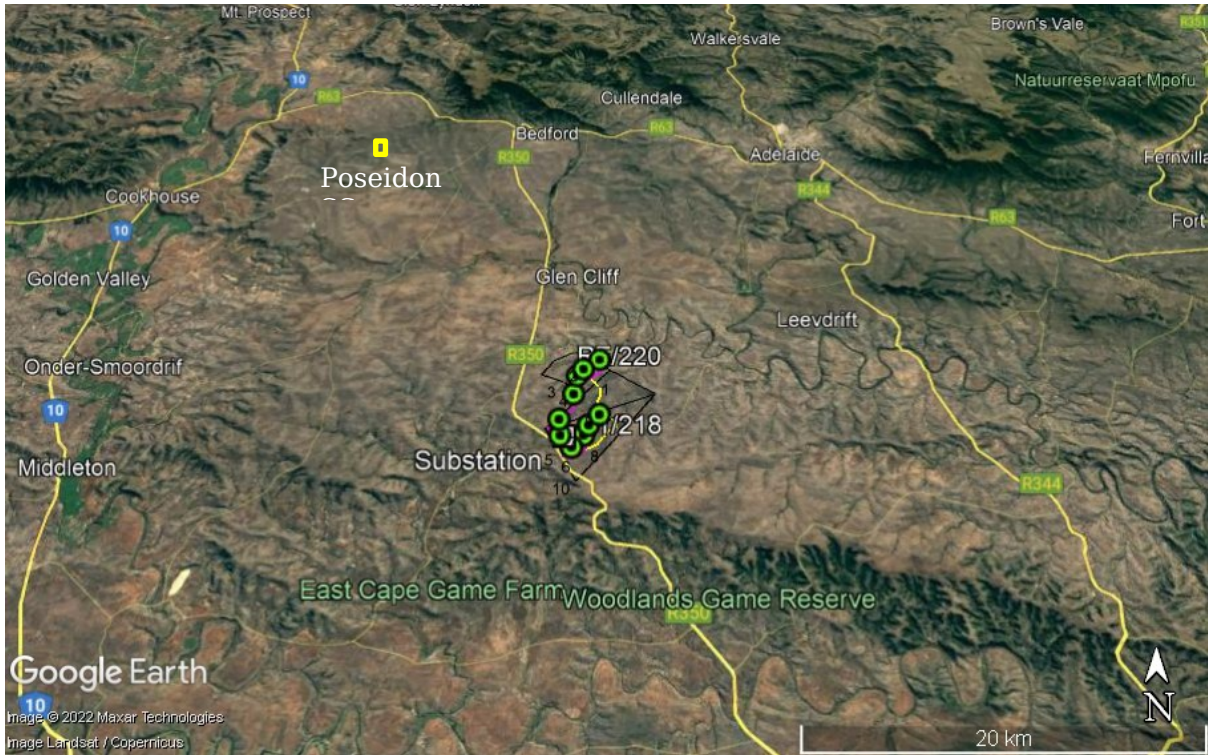 Mt. Prospect
Walkersvale
Brown's Vale
R351
10
Natuurreservaat Mpofu
R63
Cullendale
Bedford
R63
R350
Adelaide
Fernvilla
Poseidon
Cookhouse
R344
R63
Fort
10
Golden Valley
Glen Cliff
Leevdrift
R350
/220
Onder-Smoordrif
3
1
10
/218
Substation
5
6
8
Middleton
10
R344
East Cape Game Farm
Woodlands Game Reserve
R350
Google Earth
10
N
Image © 2022 Maxar Technologies
Image Landsat / Copernicus
20 km